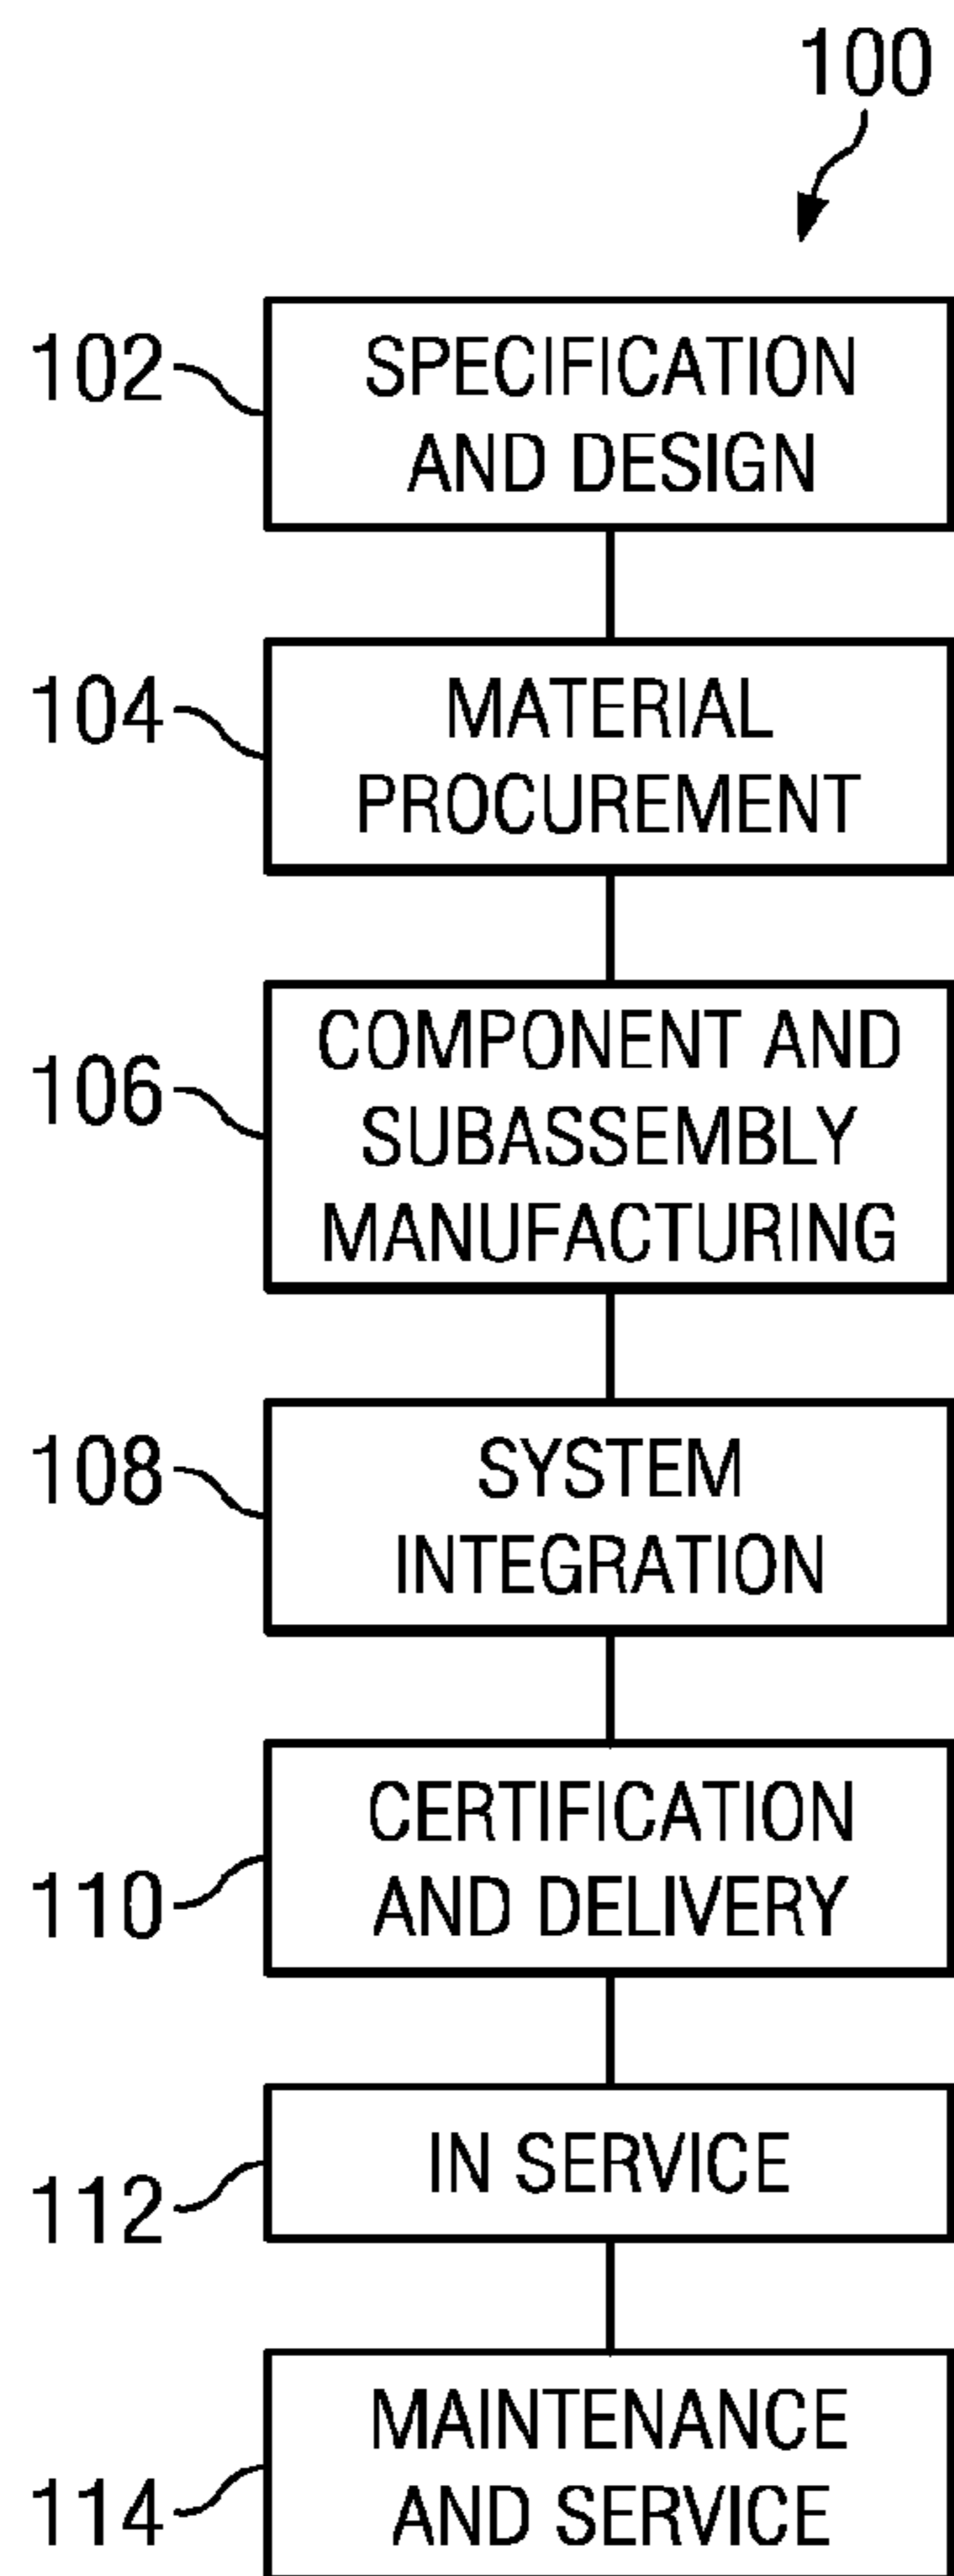 100
102
SPECIFICATION
AND DESIGN
104
MATERIAL
PROCUREMENT
106
COMPONENT AND
SUBASSEMBLY
MANUFACTURING
108
SYSTEM
INTEGRATION
110
CERTIFICATION
AND DELIVERY
112
IN SERVICE
114
MAINTENANCE
AND SERVICE